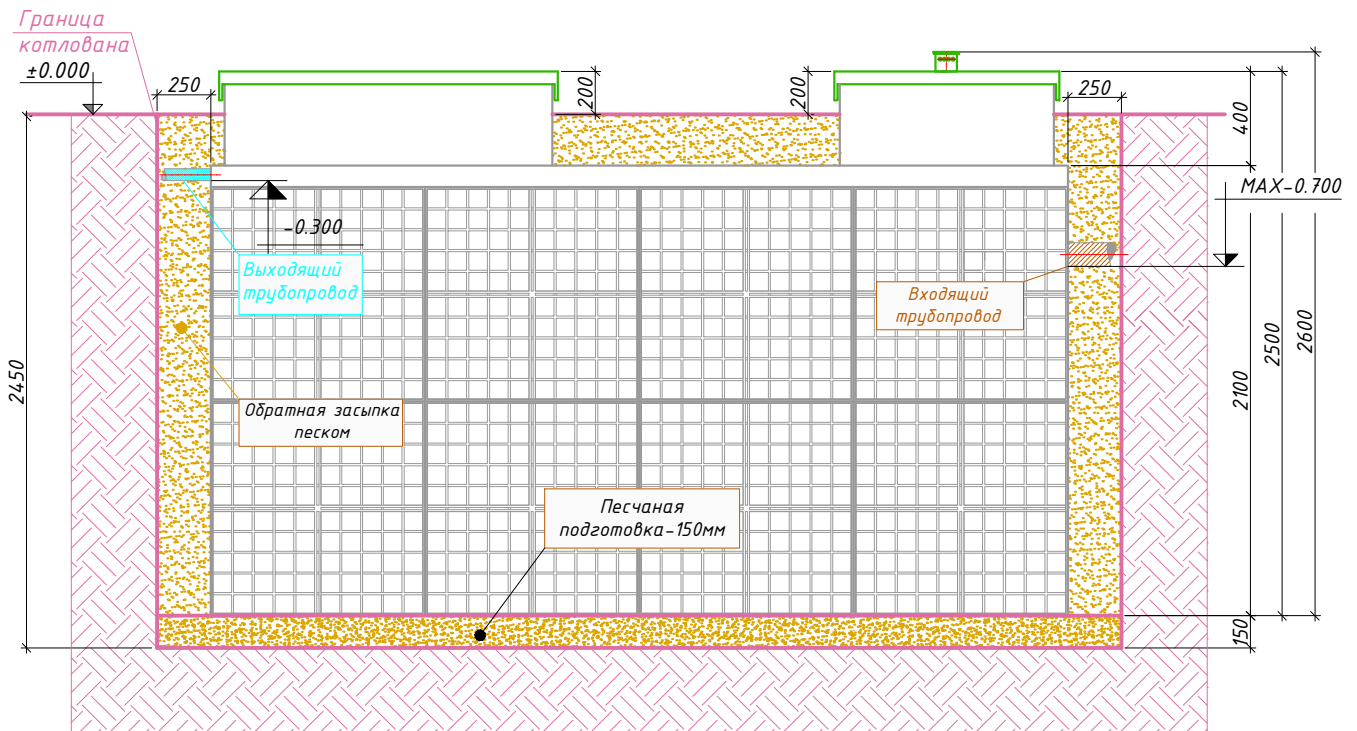 Граница
котлована
±0.000
250
200
200
250
400
MAX-0.700
-0.300
Выходящий
трубопровод
Входящий
трубопровод
2450
2100
2500
2600
Обратная засыпка
песком
Песчаная
подготовка-150мм
150